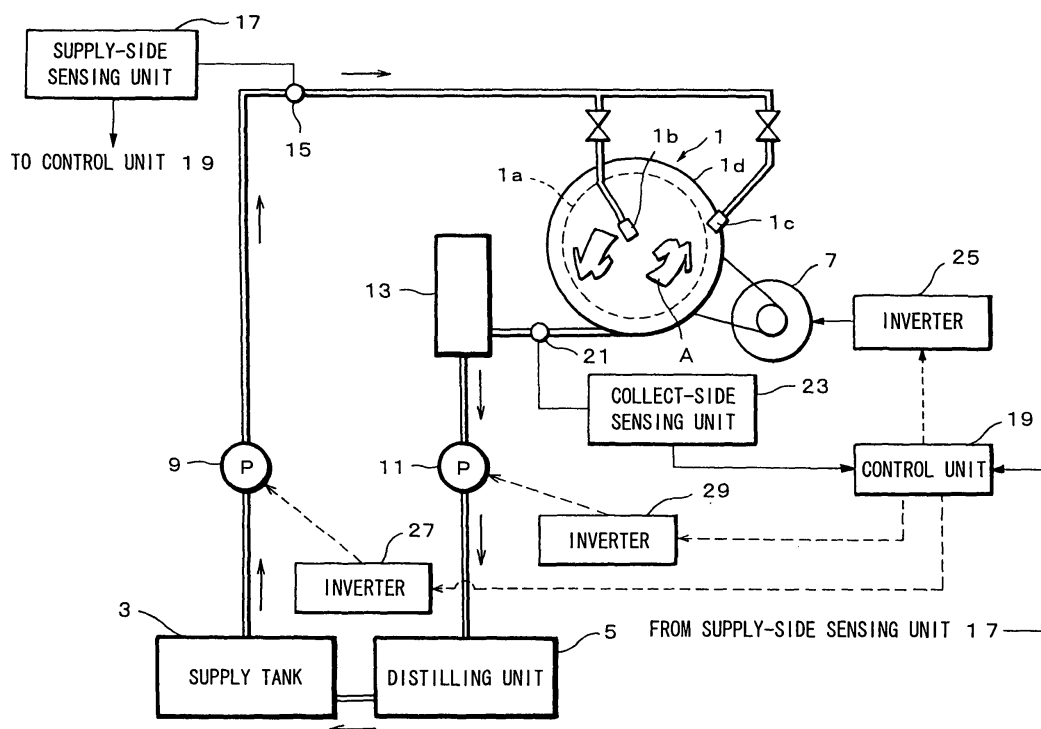 17
SUPPLY-SIDE
SENSING UNIT
15
TO CONTROL UNIT 19
1b
1
1d
1a
1c
13
7
25
INVERTER
21
A
COLLECT-SIDE
SENSING UNIT
23
19
CONTROL UNIT
9
P
11
P
29
INVERTER
27
INVERTER
3
SUPPLY TANK
5
DISTILLING UNIT
FROM SUPPLY-SIDE SENSING UNIT 17